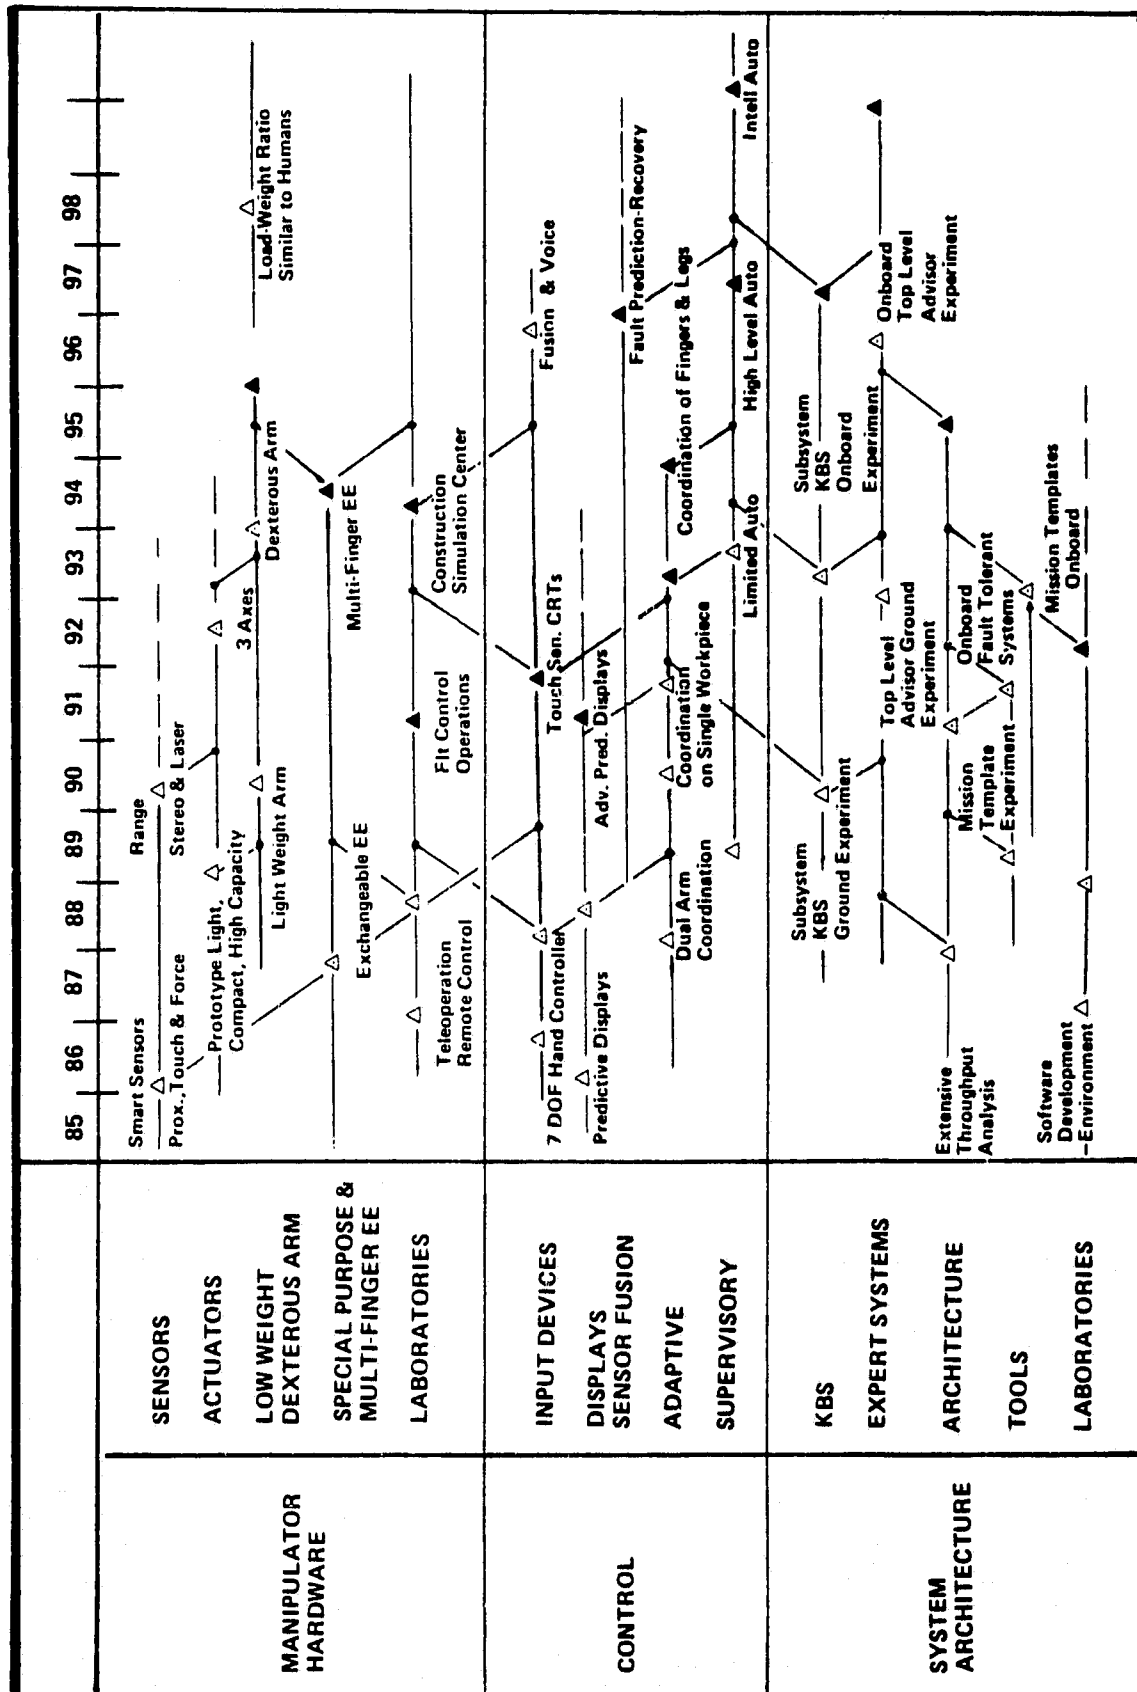 85 86 87 88 89 90 91 92 93 94 95 96 97 98
MANIPULATOR
HARDWARE
SENSORS
Smart Sensors
Prox., Touch & Force
Range
Stereo & Laser
ACTUATORS
Prototype Light,
Compact, High Capacity
LOW WEIGHT
DEXTEROUS ARM
Light Weight Arm
3 Axes
Dexterous Arm
Load-Weight Ratio
Similar to Humans
SPECIAL PURPOSE &
MULTI-FINGER EE
Exchangeable EE
Multi-Finger EE
LABORATORIES
Teleoperation
Remote Control
Flt Control
Operations
Construction
Simulation Center
CONTROL
INPUT DEVICES
7 DOF Hand Controller
Touch Sen. CRTs
Fusion & Voice
DISPLAYS
SENSOR FUSION
Predictive Displays
Adv. Pred. Displays
Fault Prediction-Recovery
ADAPTIVE
Dual Arm
Coordination
Coordination
on Single Workpiece
Coordination of Fingers & Legs
SUPERVISORY
Limited Auto
High Level Auto
Intell Auto
SYSTEM
ARCHITECTURE
KBS
Subsystem
KBS
Ground Experiment
Subsystem
KBS
Onboard
Experiment
EXPERT SYSTEMS
Top Level
Advisor Ground
Experiment
Onboard
Top Level
Advisor
Experiment
ARCHITECTURE
Extensive
Throughput
Analysis
Mission
Template
Experiment
Onboard
Fault Tolerant
Systems
TOOLS
LABORATORIES
Software
Development
Environment
Mission Templates
Onboard